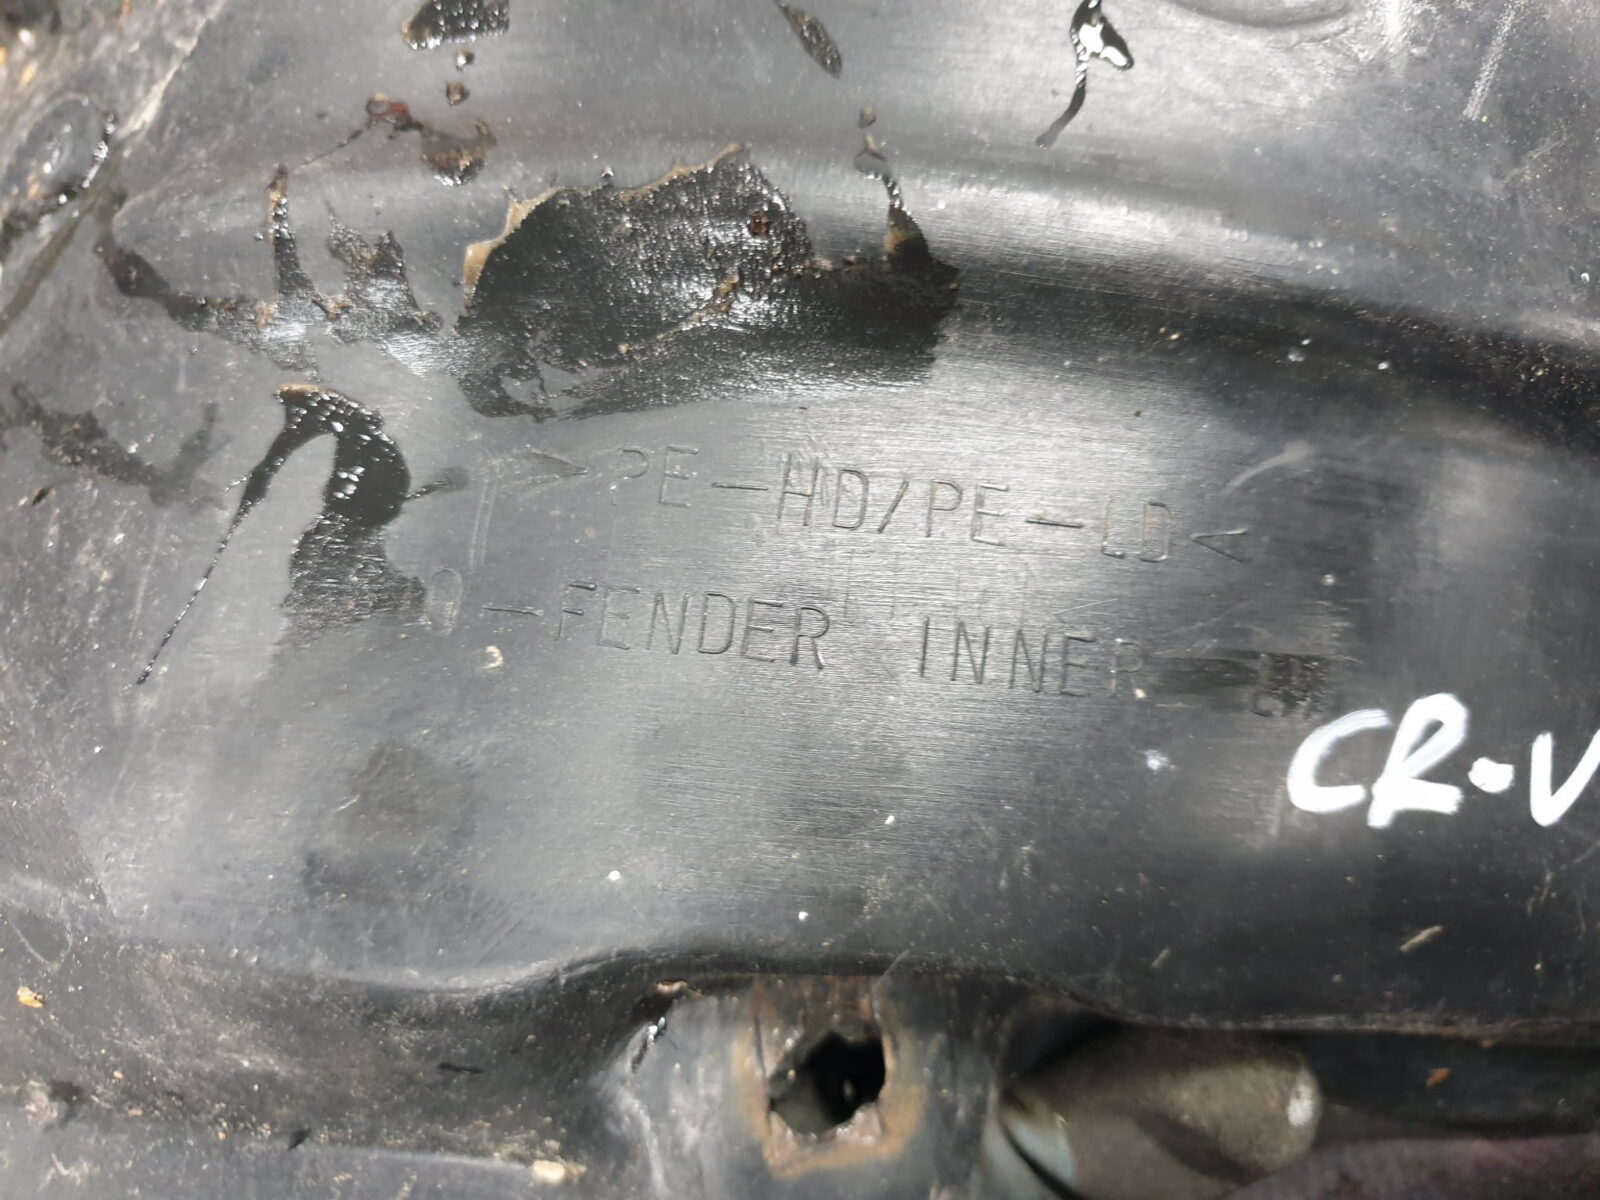 >PE-HD/PE-LD<
-FENDER INNER
CR-V